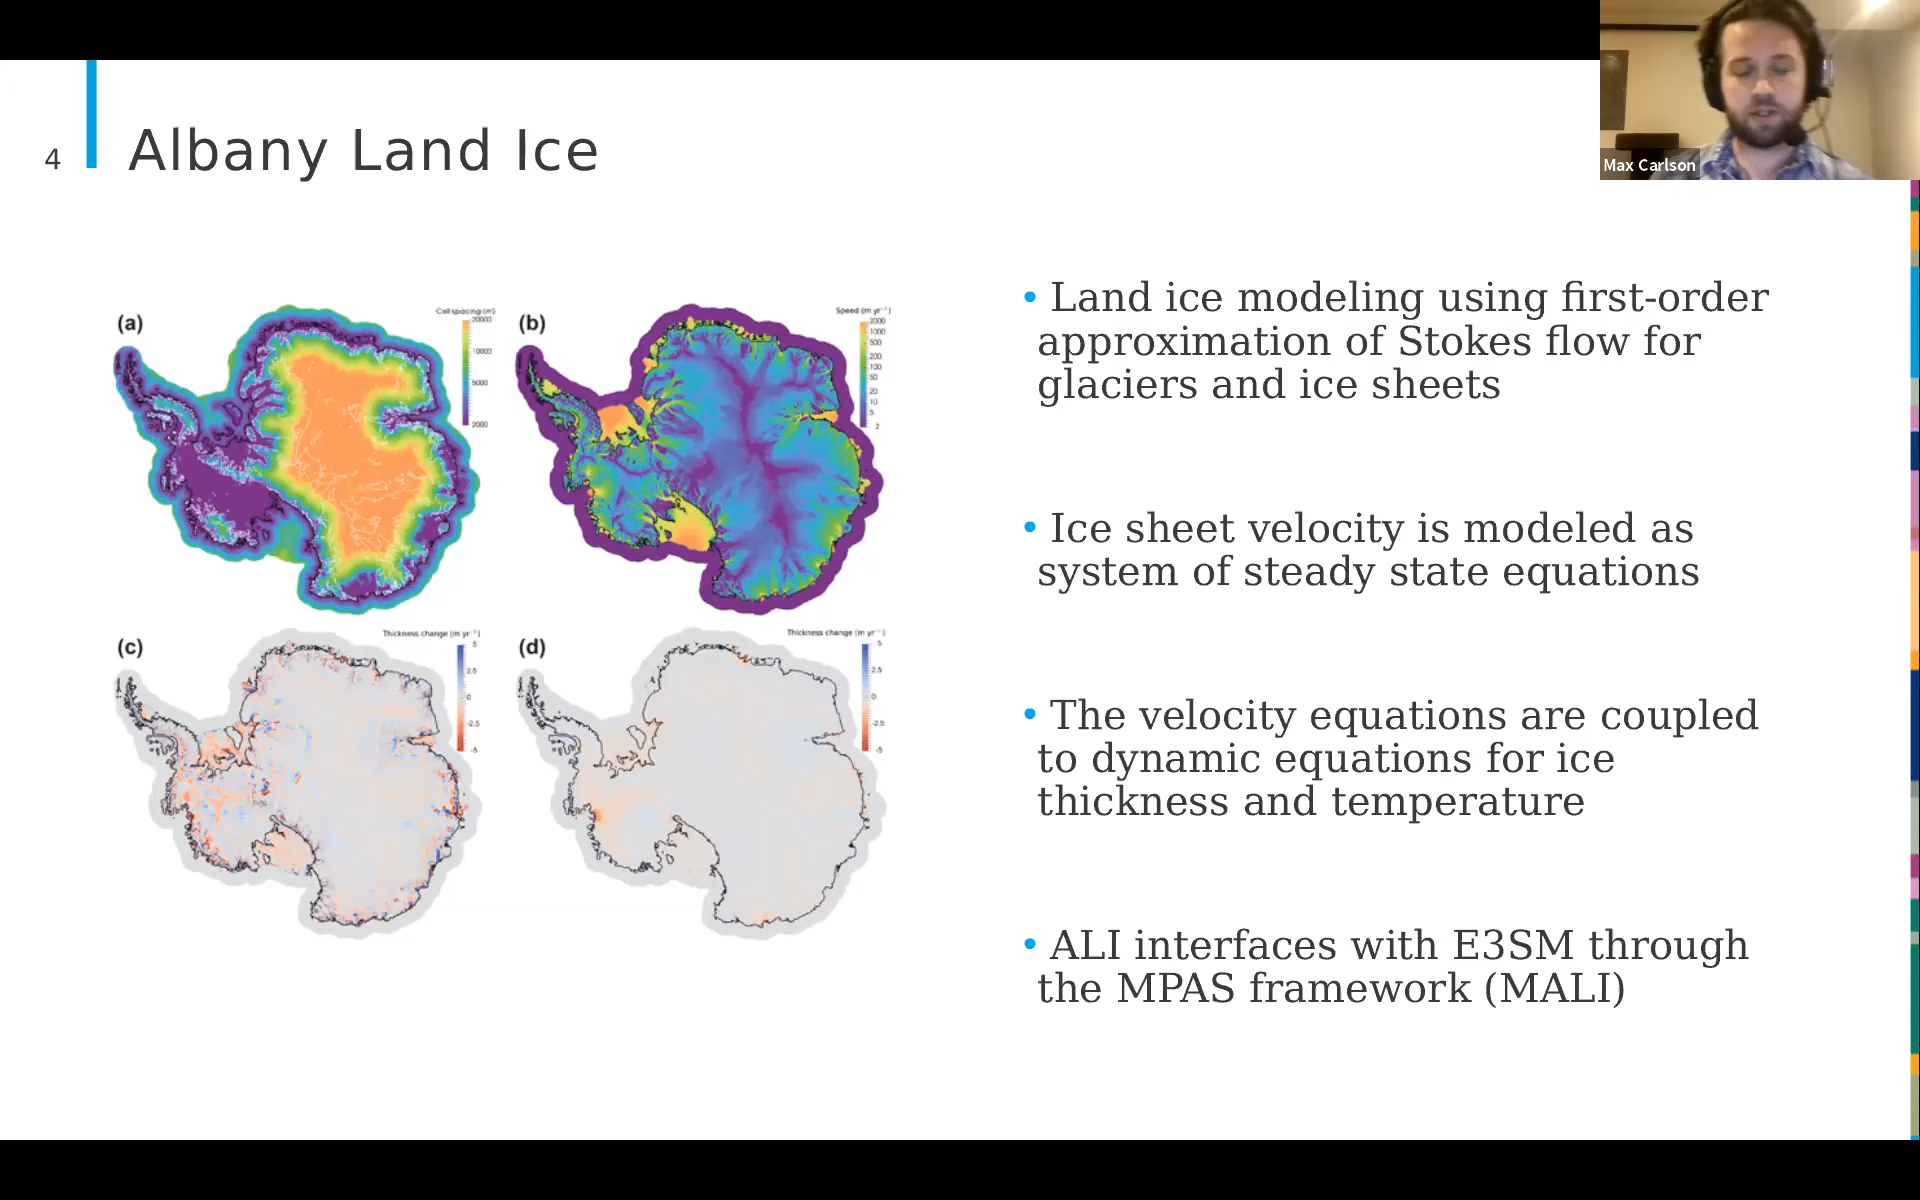 Max Carlson
4
Albany Land Ice
(a)
Cell spacing (m)
20000
10000
5000
2000
(b)
Speed (m yr⁻¹)
2000
1000
500
200
100
50
20
10
5
2
(c)
Thickness change (m yr⁻¹)
5
2.5
0
-2.5
-5
(d)
Thickness change (m yr⁻¹)
5
2.5
0
-2.5
-5
• Land ice modeling using first-order
approximation of Stokes flow for
glaciers and ice sheets
• Ice sheet velocity is modeled as
system of steady state equations
• The velocity equations are coupled
to dynamic equations for ice
thickness and temperature
• ALI interfaces with E3SM through
the MPAS framework (MALI)